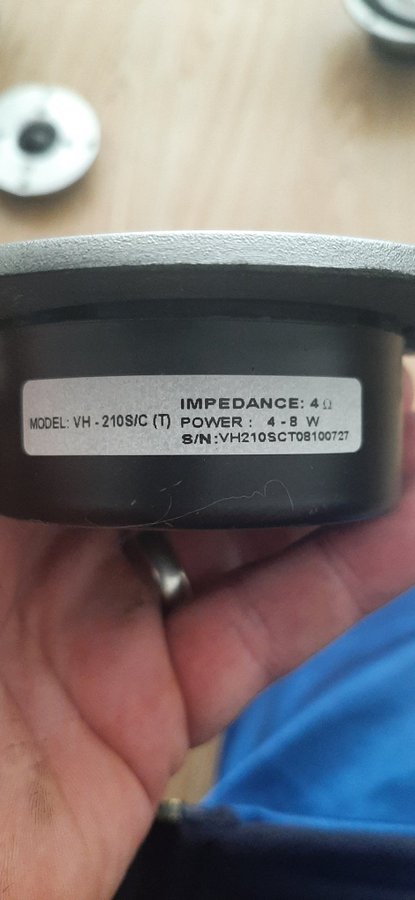 MODEL: VH - 210S/C (T)
IMPEDANCE: 4 Ω
POWER : 4 - 8 W
S/N:VH210SCT08100727